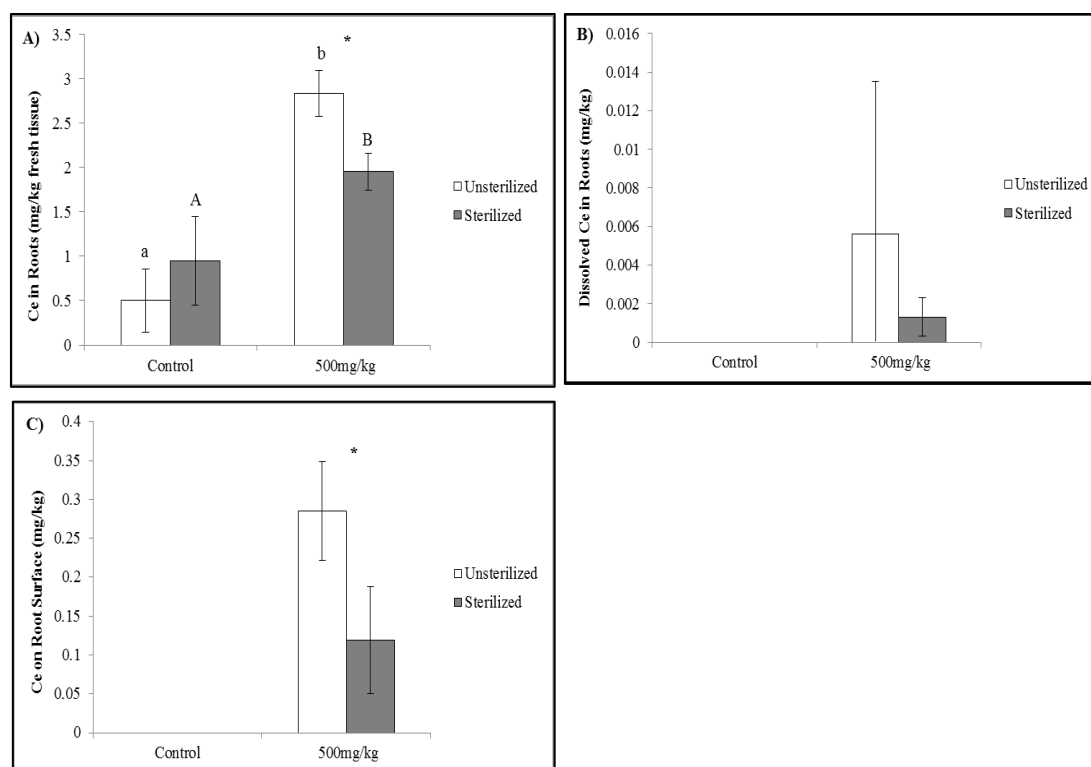 A)
Ce in Roots (mg/kg fresh tissue)
3.5
3
2.5
2
1.5
1
0.5
0
a
A
b
*
B
Control
500mg/kg
Unsterilized
Sterilized
B)
Dissolved Ce in Roots (mg/kg)
0.016
0.014
0.012
0.01
0.008
0.006
0.004
0.002
0
Control
500mg/kg
Unsterilized
Sterilized
C)
Ce on Root Surface (mg/kg)
0.4
0.35
0.3
0.25
0.2
0.15
0.1
0.05
0
*
Control
500mg/kg
Unsterilized
Sterilized